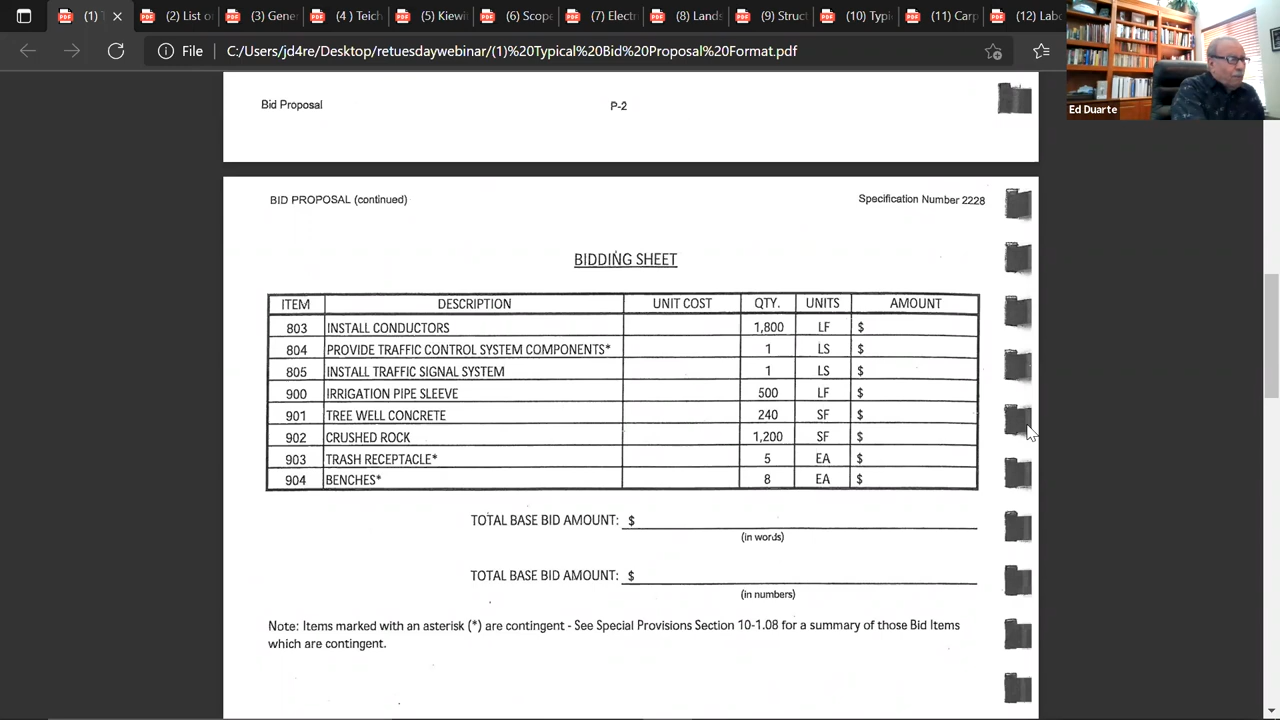 (1) T
(2) List o
(3) Gener
(4 ) Teich
(5) Kie
(6) Scope
(7) Elect
(8) Lands
(9) Struct
(10) Typi
(11) Carp
(12) Labo
File C:/Users/jd4re/Desktop/retuesdaywebinar/(1)%20Typical%20Bid%20Proposal%20Format.pdf
Ed Duarte
Bid Proposal P-2
BID PROPOSAL (continued) Specification Number 2228
BIDDING SHEET
ITEM DESCRIPTION UNIT COST QTY. UNITS AMOUNT
803 INSTALL CONDUCTORS 1,800 LF $
804 PROVIDE TRAFFIC CONTROL SYSTEM COMPONENTS* 1 LS $
805 INSTALL TRAFFIC SIGNAL SYSTEM 1 LS $
900 IRRIGATION PIPE SLEEVE 500 LF $
901 TREE WELL CONCRETE 240 SF $
902 CRUSHED ROCK 1,200 SF $
903 TRASH RECEPTACLE* 5 EA $
904 BENCHES* 8 EA $
TOTAL BASE BID AMOUNT: $
(in words)
TOTAL BASE BID AMOUNT: $
(in numbers)
Note: Items marked with an asterisk (*) are contingent - See Special Provisions Section 10-1.08 for a summary of those Bid Items
which are contingent.